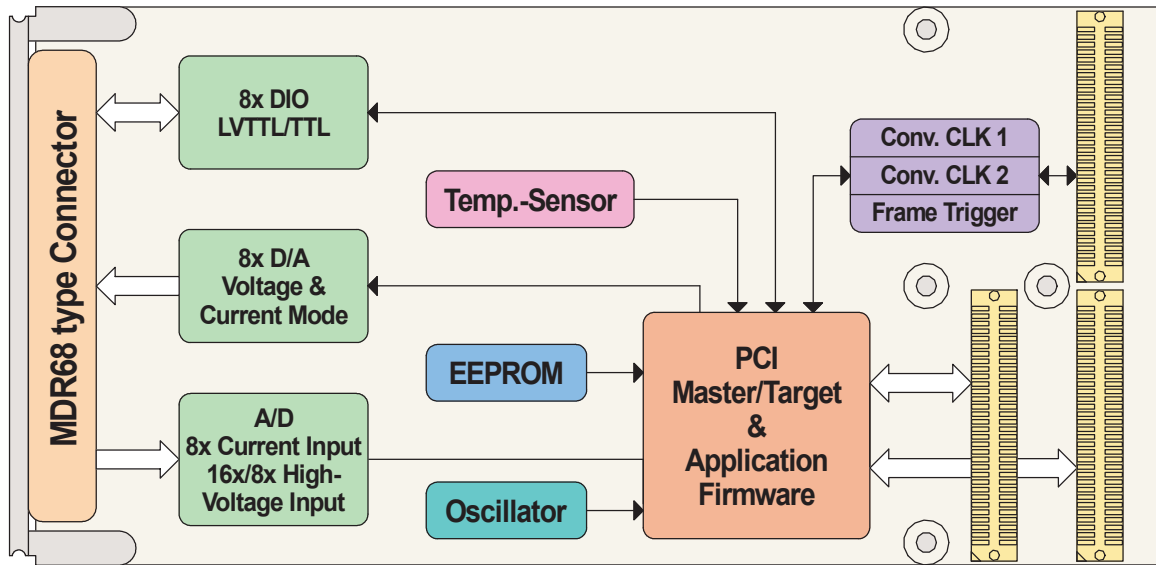 MDR68 type Connector
8x DIO
LVTTL/TTL
Temp.-Sensor
Conv. CLK 1
Conv. CLK 2
Frame Trigger
8x D/A
Voltage &
Current Mode
EEPROM
PCI
Master/Target
&
Application
Firmware
A/D
8x Current Input
16x/8x High-
Voltage Input
Oscillator